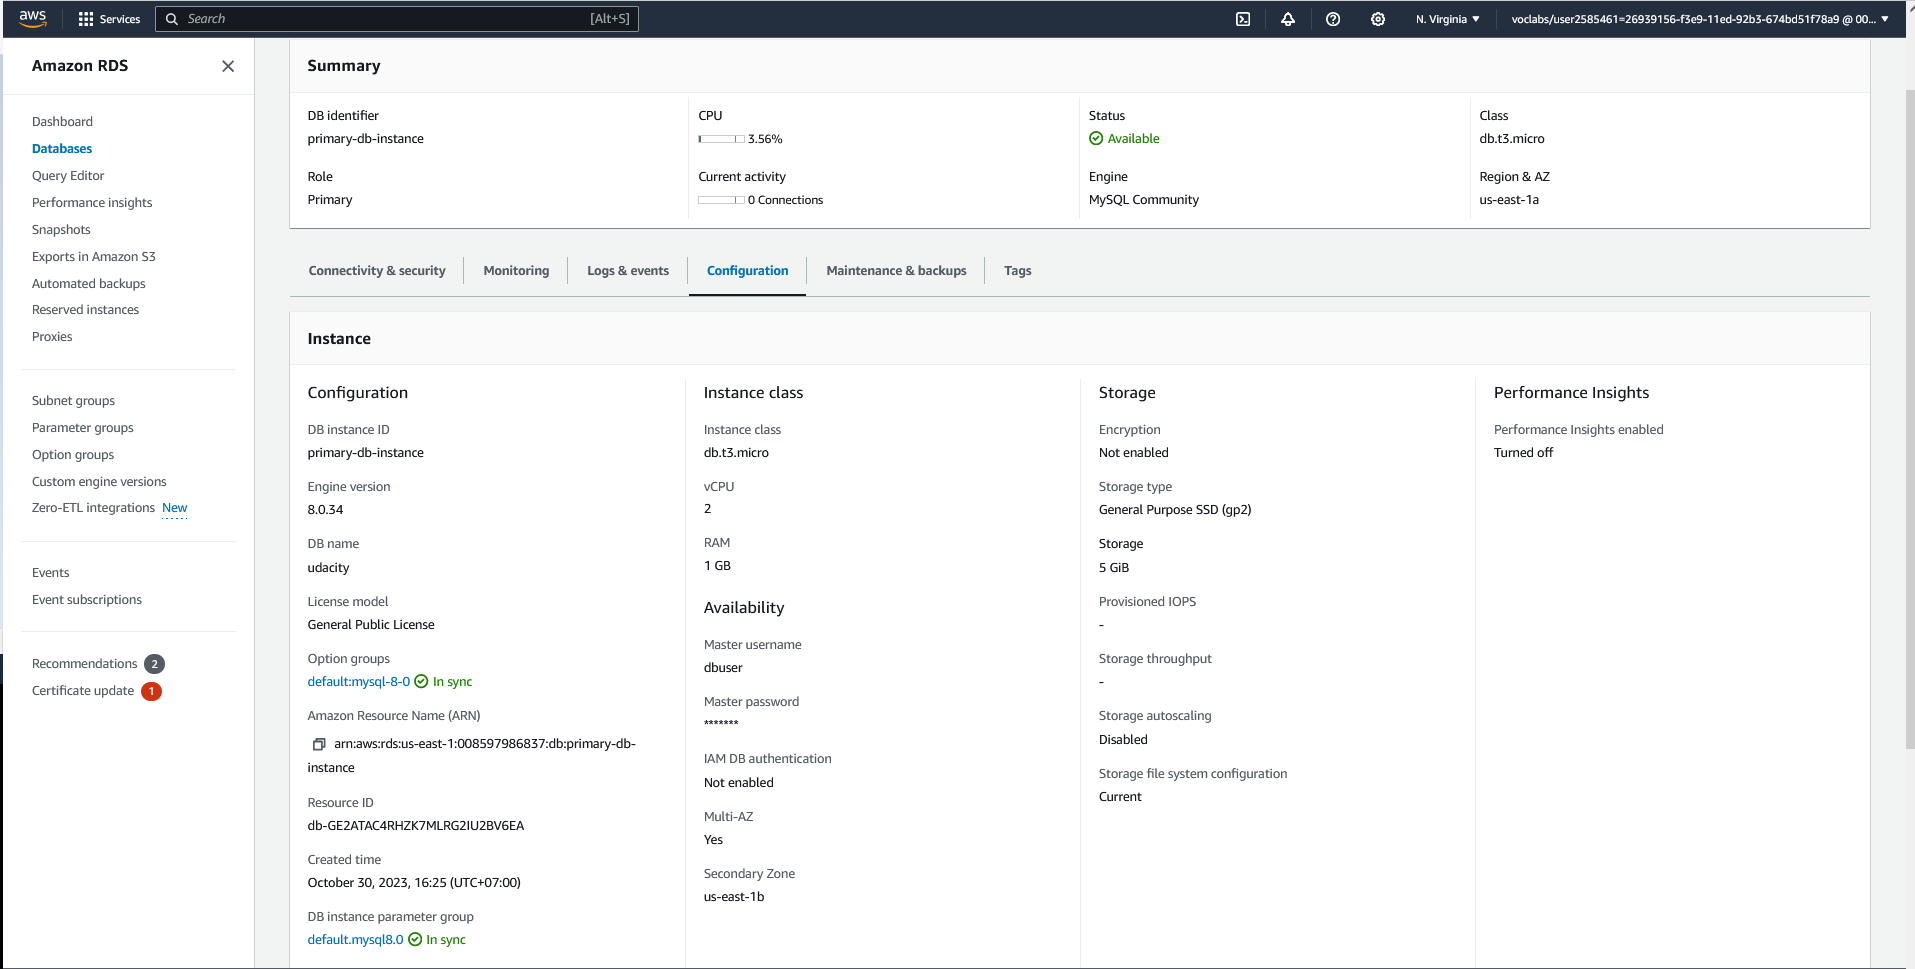 aws
Services
Search
[Alt+S]
N. Virginia
voclabs/user2585461=26939156-f3e9-11ed-92b3-674bd51f78a9 @ 00...
Amazon RDS
Dashboard
Databases
Query Editor
Performance insights
Snapshots
Exports in Amazon S3
Automated backups
Reserved instances
Proxies
Subnet groups
Parameter groups
Option groups
Custom engine versions
Zero-ETL integrations New
Events
Event subscriptions
Recommendations 2
Certificate update 1
Summary
DB identifier
primary-db-instance
Role
Primary
CPU
3.56%
Current activity
0 Connections
Status
Available
Engine
MySQL Community
Class
db.t3.micro
Region & AZ
us-east-1a
Connectivity & security
Monitoring
Logs & events
Configuration
Maintenance & backups
Tags
Instance
Configuration
DB instance ID
primary-db-instance
Engine version
8.0.34
DB name
udacity
License model
General Public License
Option groups
default:mysql-8-0 In sync
Amazon Resource Name (ARN)
arn:aws:rds:us-east-1:008597986837:db:primary-db-
instance
Resource ID
db-GE2ATAC4RHZK7MLRG2IU2BV6EA
Created time
October 30, 2023, 16:25 (UTC+07:00)
DB instance parameter group
default.mysql8.0 In sync
Instance class
Instance class
db.t3.micro
vCPU
2
RAM
1 GB
Availability
Master username
dbuser
Master password
*******
IAM DB authentication
Not enabled
Multi-AZ
Yes
Secondary Zone
us-east-1b
Storage
Encryption
Not enabled
Storage type
General Purpose SSD (gp2)
Storage
5 GiB
Provisioned IOPS
-
Storage throughput
-
Storage autoscaling
Disabled
Storage file system configuration
Current
Performance Insights
Performance Insights enabled
Turned off